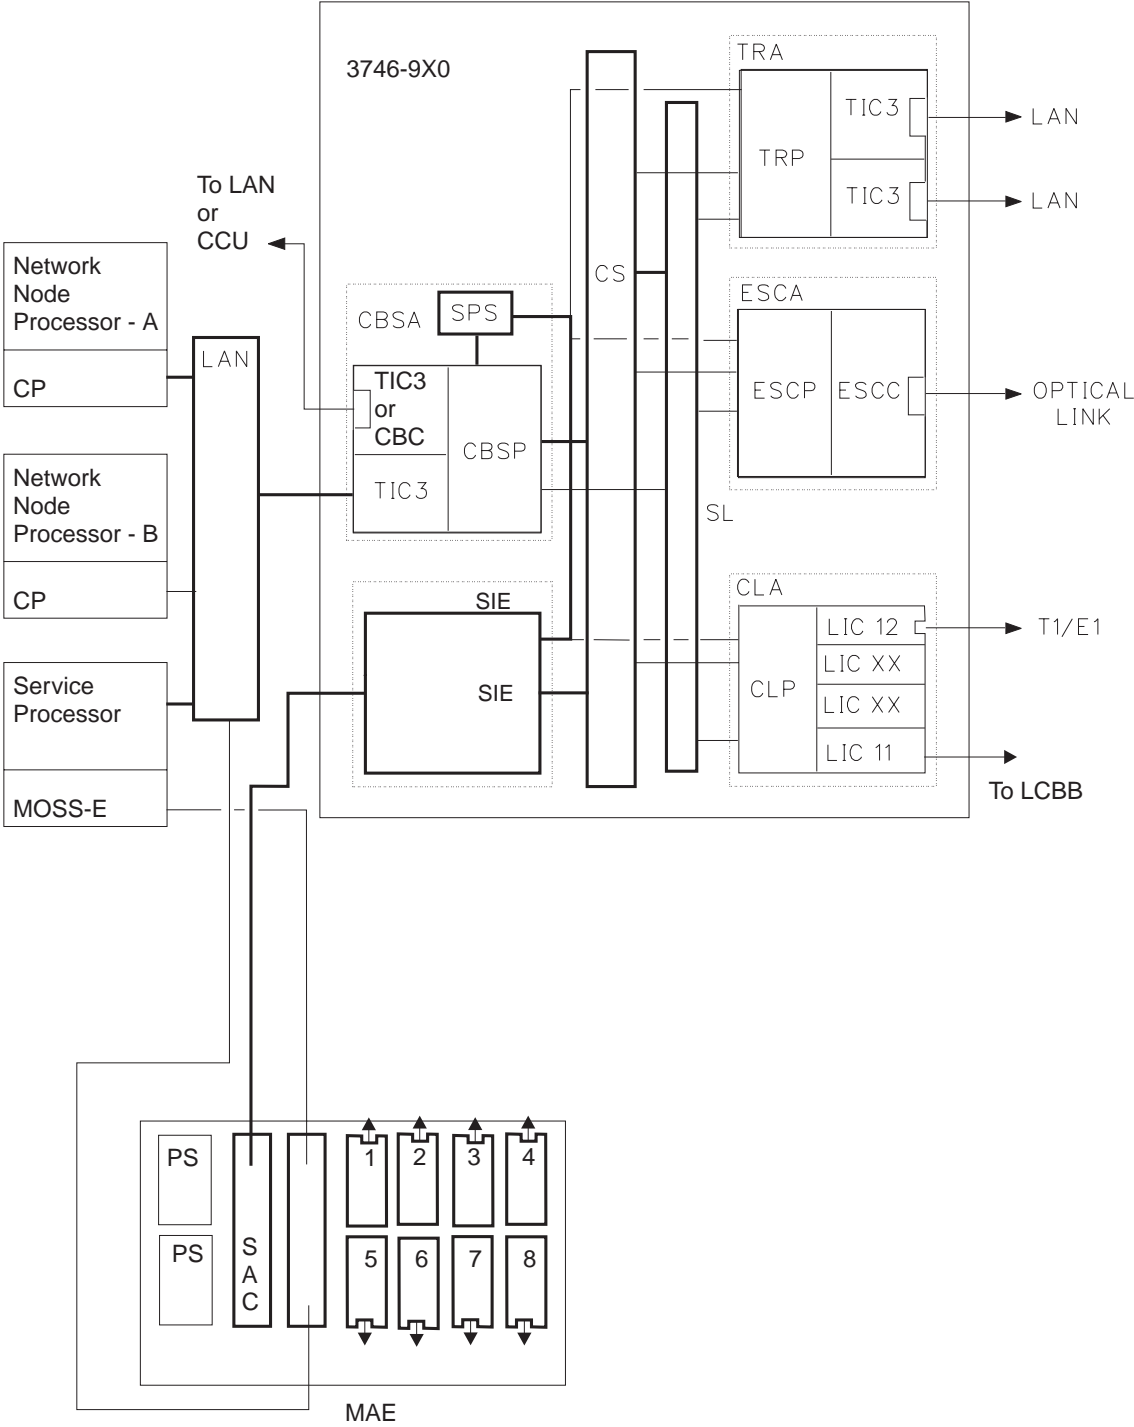 3746-9X0
TRA
TRP
TIC3
LAN
TIC3
LAN
To LAN
or
CCU
Network
Node
Processor - A
CP
LAN
CBSA
SPS
TIC3
or
CBC
TIC3
CBSP
CS
SL
ESCA
ESCP
ESCC
OPTICAL
LINK
Network
Node
Processor - B
CP
SIE
SIE
CLA
CLP
LIC 12
T1/E1
LIC XX
LIC XX
LIC 11
To LCBB
Service
Processor
MOSS-E
PS
PS
S
A
C
1
2
3
4
5
6
7
8
MAE